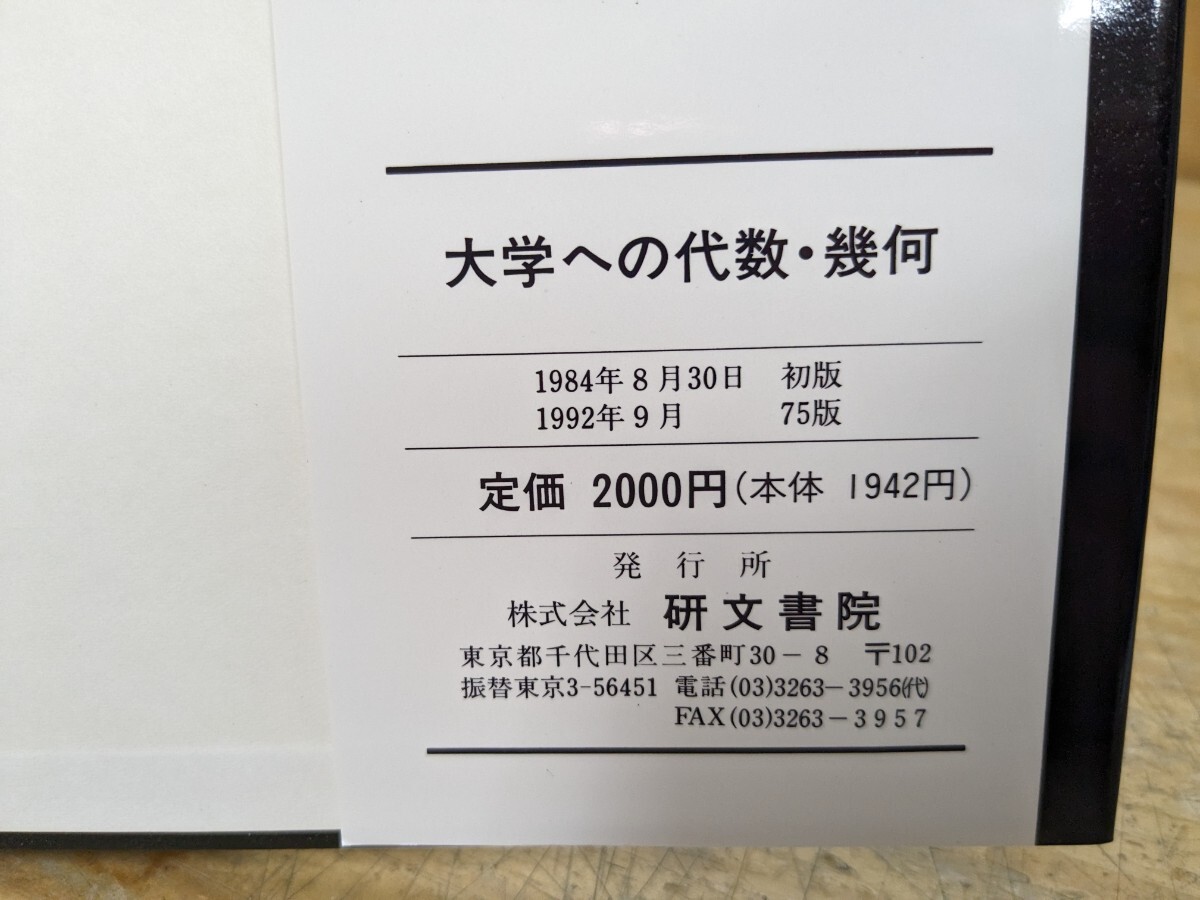 大学への代数・幾何
1984年8月30日 初版
1992年9月 75版
定価 2000円(本体 1942円)
発行所
株式会社 研文書院
東京都千代田区三番町30-8 〒102
振替東京3-56451 電話(03)3263-3956㈹
FAX(03)3263-3957